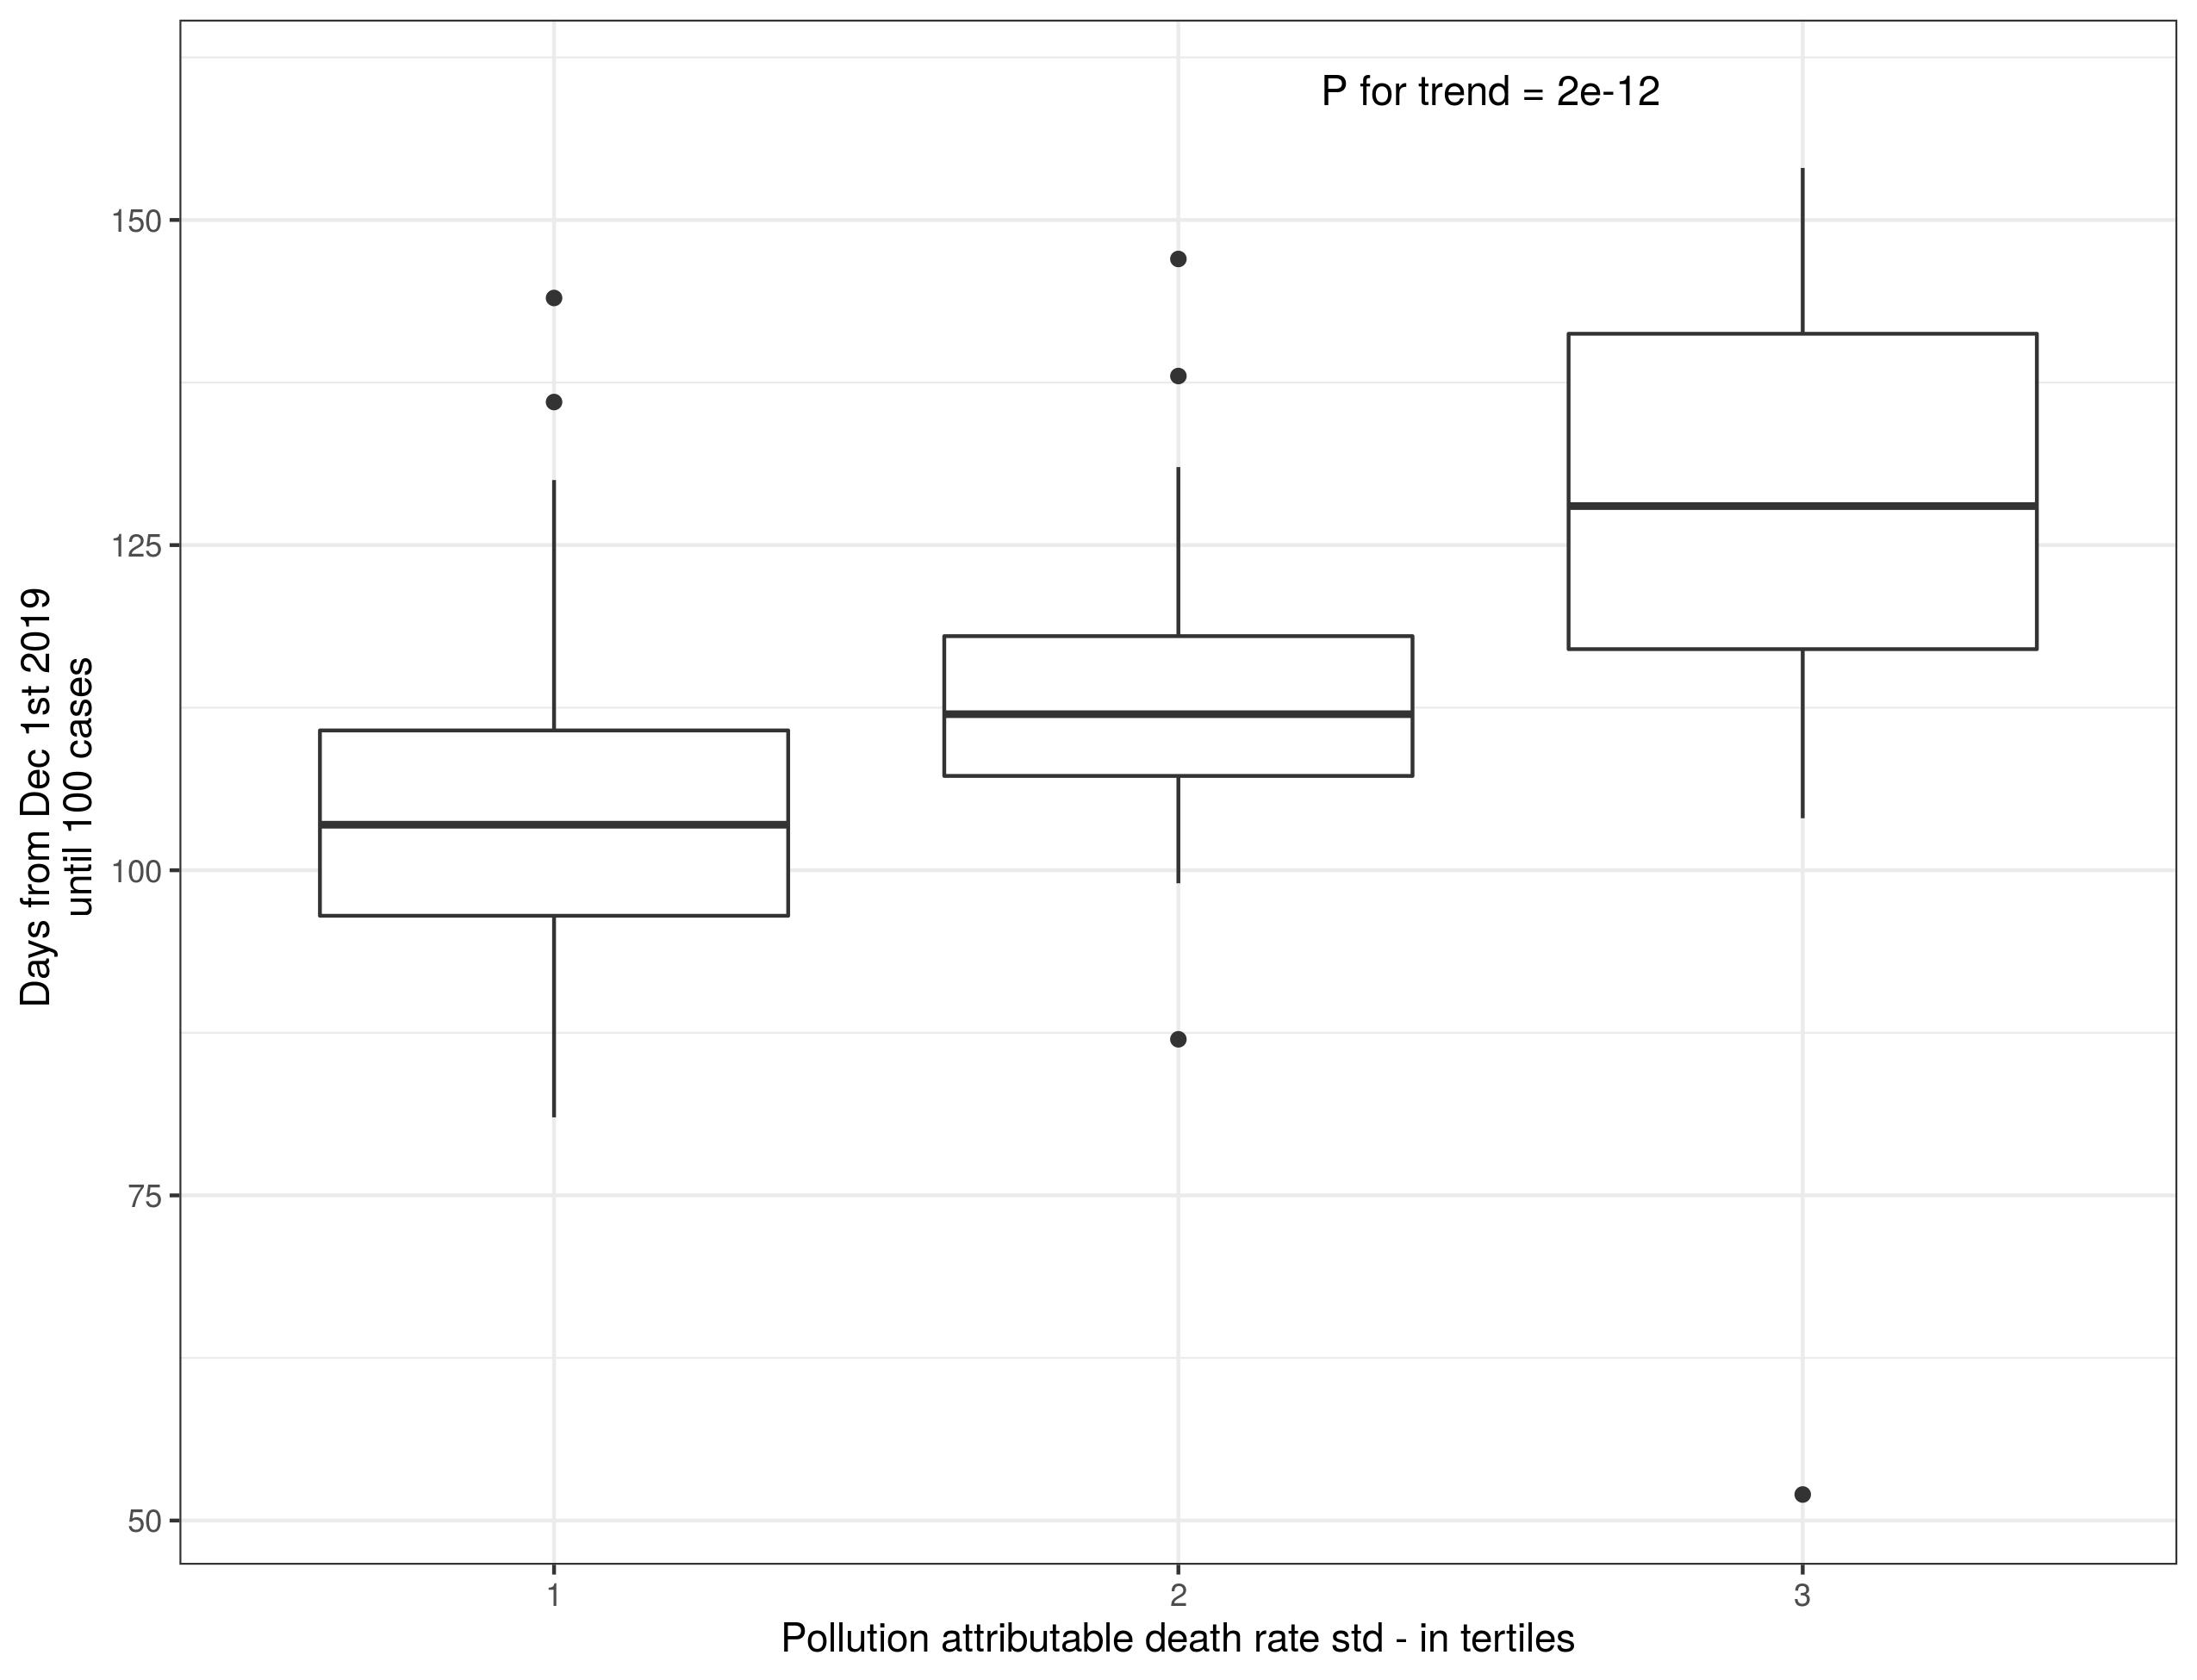 P for trend = 2e-12
150
125
100
75
50
Days from Dec 1st 2019
until 100 cases
1
2
3
Pollution attributable death rate std - in tertiles